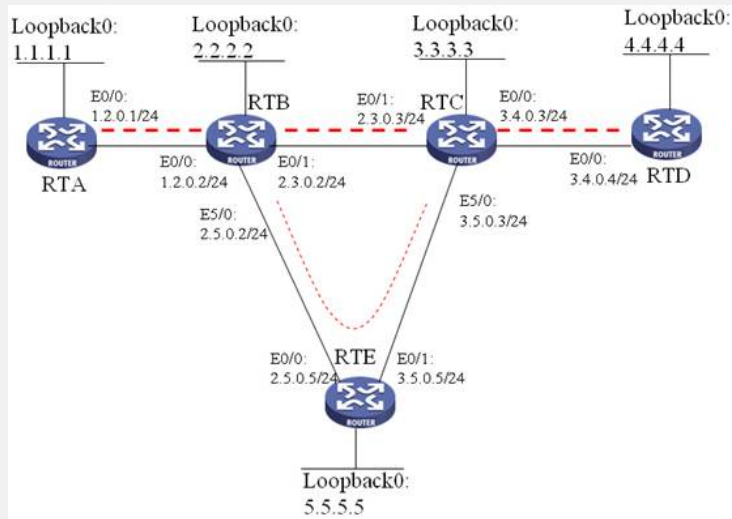 Loopback0:
1.1.1.1
Loopback0:
2.2.2.2
Loopback0:
3.3.3.3
Loopback0:
4.4.4.4
E0/0:
1.2.0.1/24
RTB
E0/1:
2.3.0.3/24
RTC
E0/0:
3.4.0.3/24
ROUTER
RTA
E0/0:
1.2.0.2/24
ROUTER
E0/1:
2.3.0.2/24
ROUTER
E0/0:
3.4.0.4/24
ROUTER
RTD
E5/0:
2.5.0.2/24
E5/0:
3.5.0.3/24
E0/0:
2.5.0.5/24
RTE
E0/1:
3.5.0.5/24
ROUTER
Loopback0:
5.5.5.5